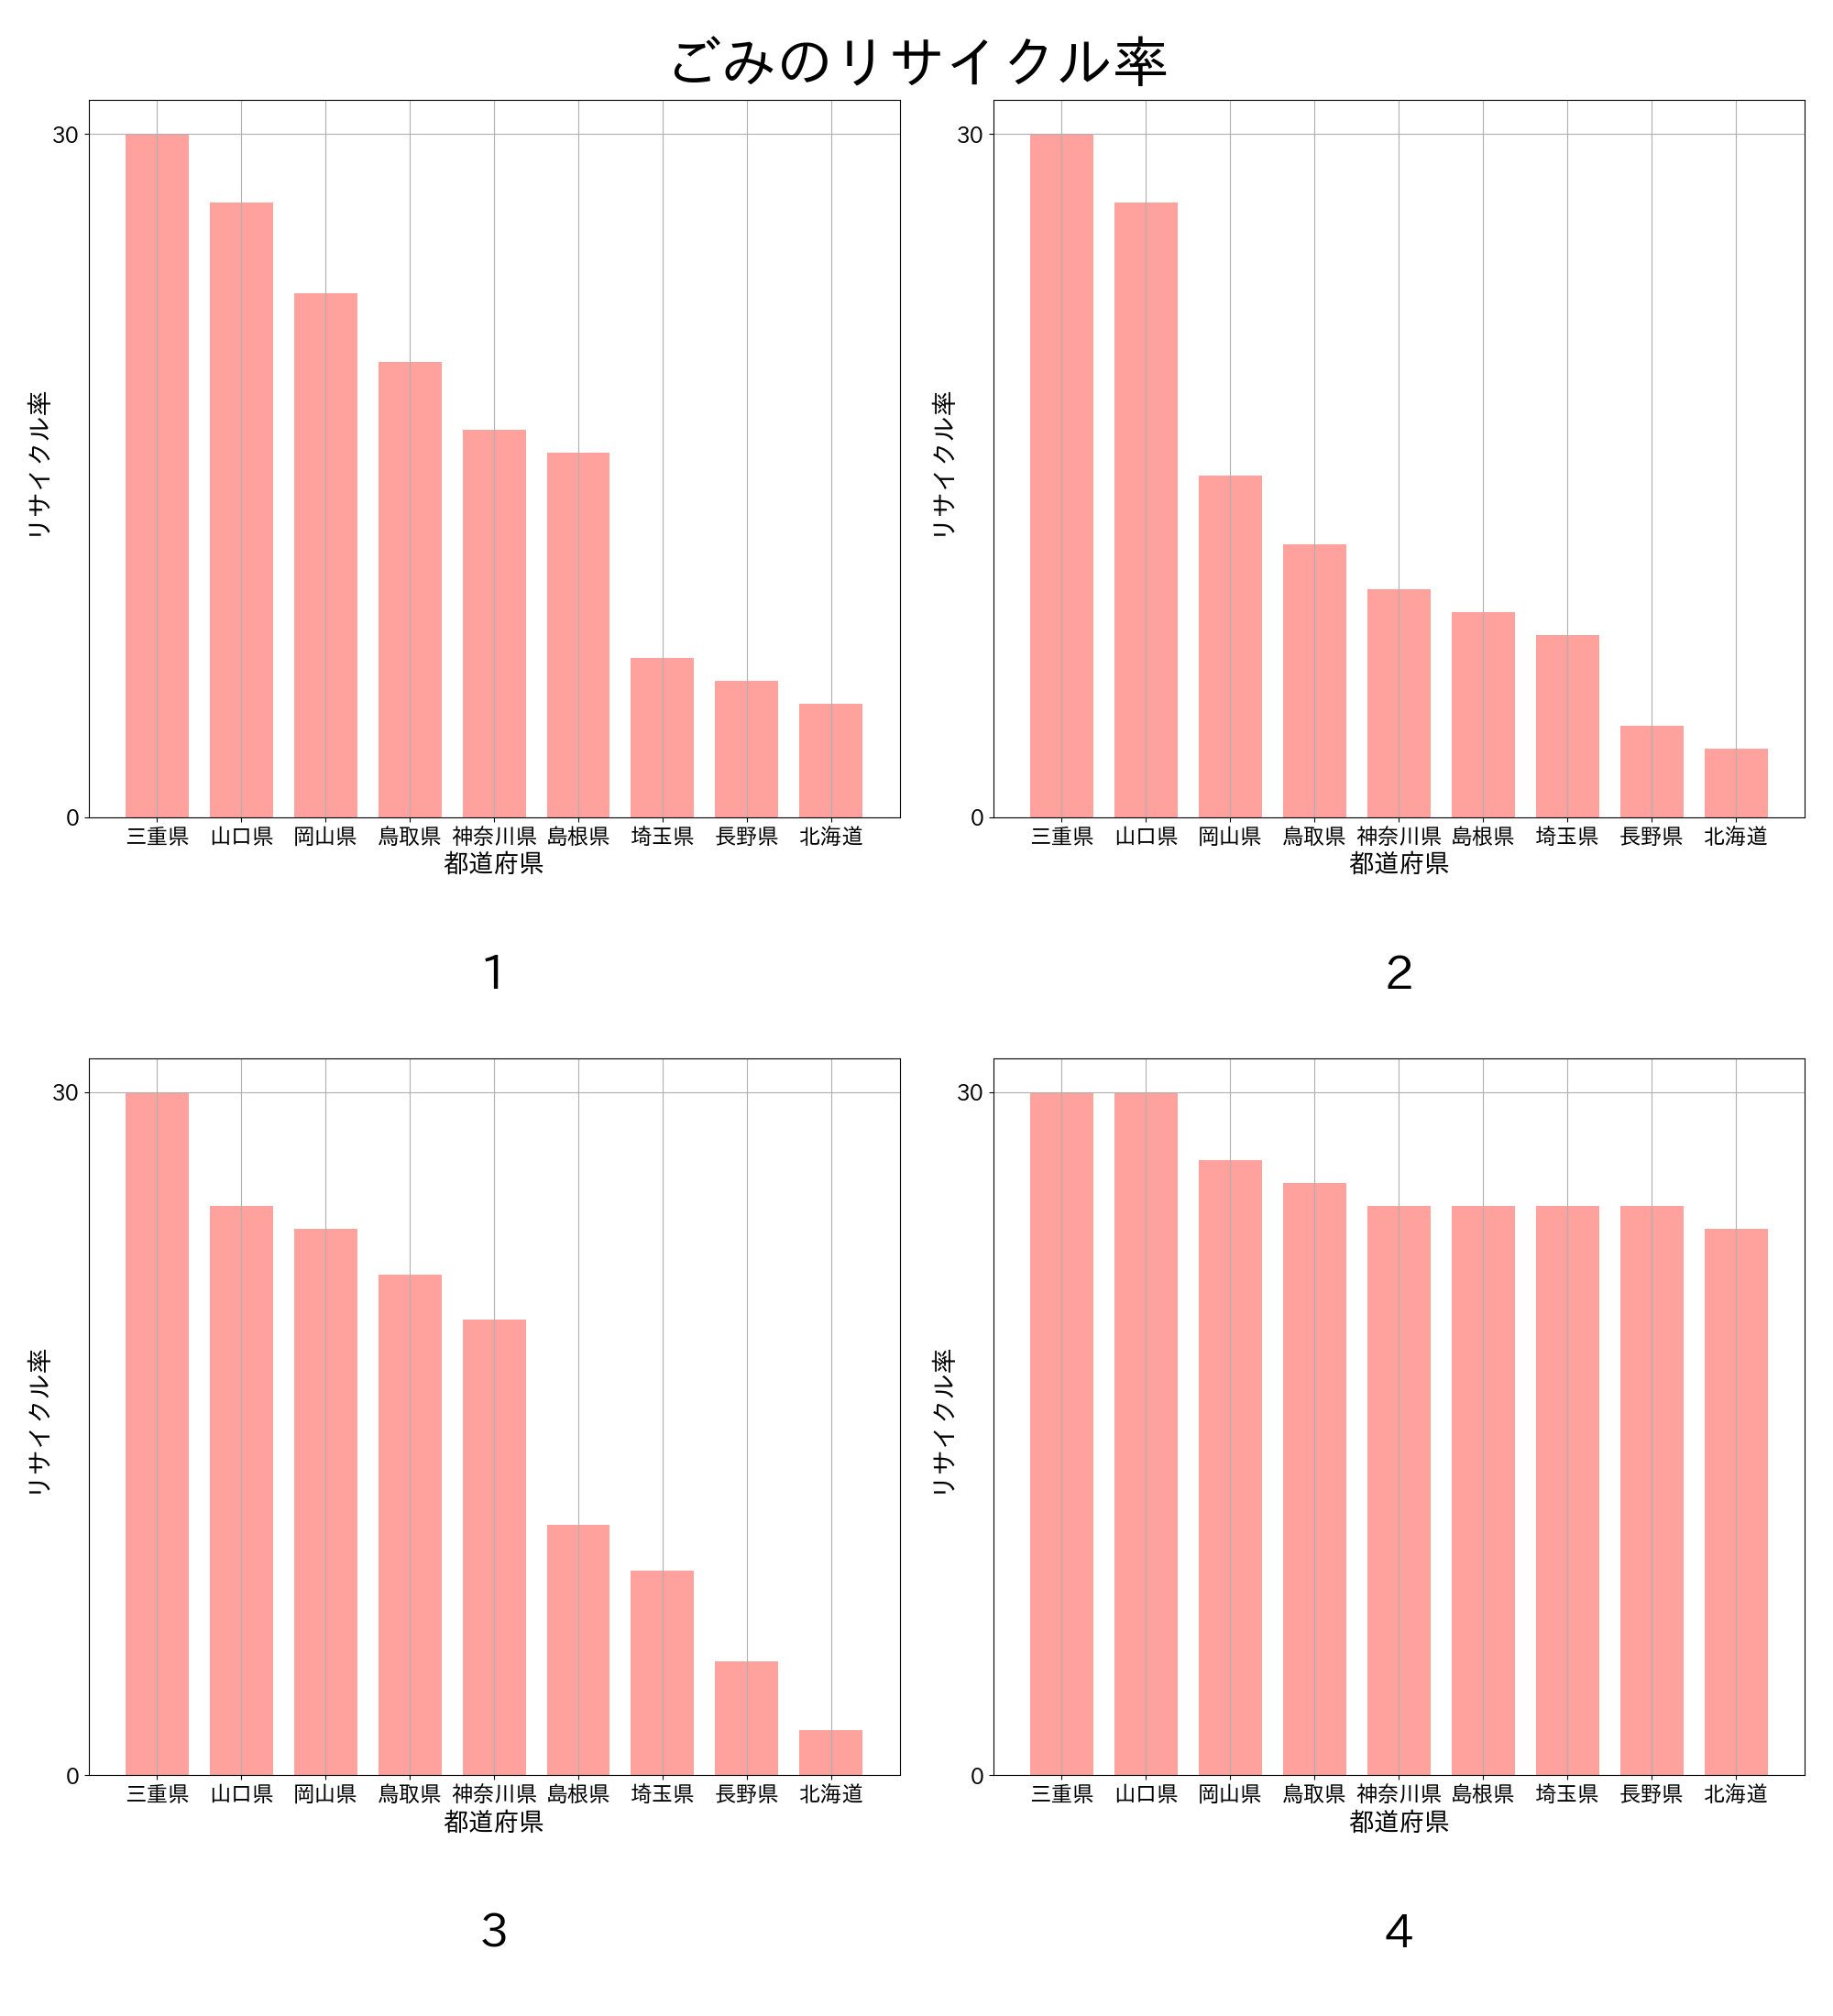 ごみのリサイクル率
30
0
リサイクル率
三重県 山口県 岡山県 鳥取県 神奈川県 島根県 埼玉県 長野県 北海道
都道府県
1
30
0
リサイクル率
三重県 山口県 岡山県 鳥取県 神奈川県 島根県 埼玉県 長野県 北海道
都道府県
2
30
0
リサイクル率
三重県 山口県 岡山県 鳥取県 神奈川県 島根県 埼玉県 長野県 北海道
都道府県
3
30
0
リサイクル率
三重県 山口県 岡山県 鳥取県 神奈川県 島根県 埼玉県 長野県 北海道
都道府県
4